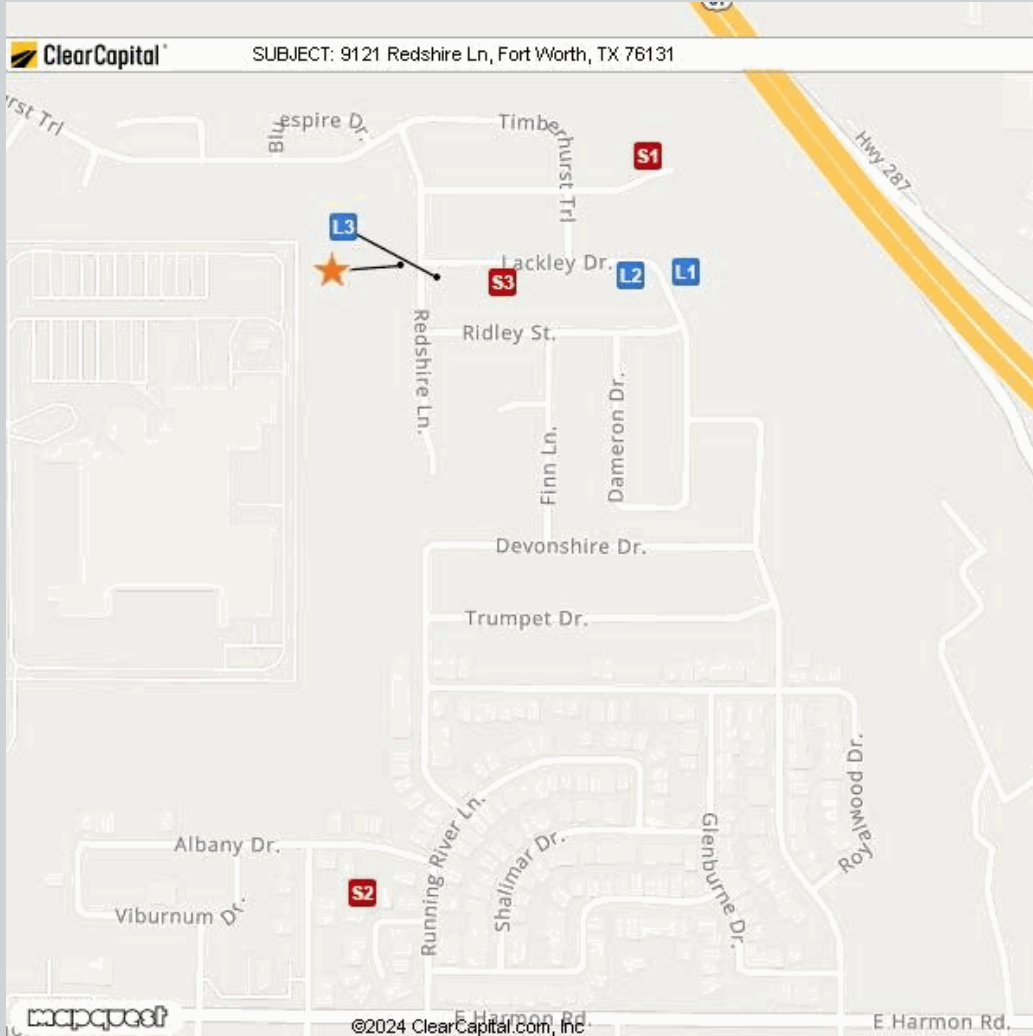 ClearCapital
SUBJECT: 9121 Redshire Ln, Fort Worth, TX 76131
urst Trl
espire Dr.
Blu
Timberhurst Trl
S1
Hwy 287
L3
Lackley Dr.
S3
L2
L1
Redshire Ln.
Ridley St.
Finn Ln.
Dameron Dr.
Devonshire Dr.
Trumpet Dr.
Albany Dr.
Running River Ln.
Shalimar Dr.
Glenburne Dr.
Royalwood Dr.
S2
Viburnum Dr.
mapquest
©2024 ClearCapital.com, Inc
E Harmon Rd.
E Harmon Rd.